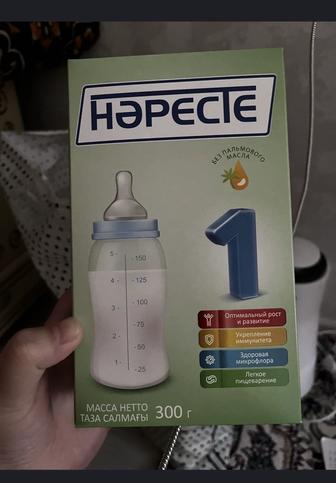 НӘРЕСТЕ
БЕЗ ПАЛЬМОВОГО
МАСЛА
1
5
150
4
125
3
100
75
2
50
1
25
Оптимальный рост
и развитие
Укрепление
иммунитета
Здоровая
микрофлора
Легкое
пищеварение
МАССА НЕТТО
ТАЗА САЛМАҒЫ 300 г